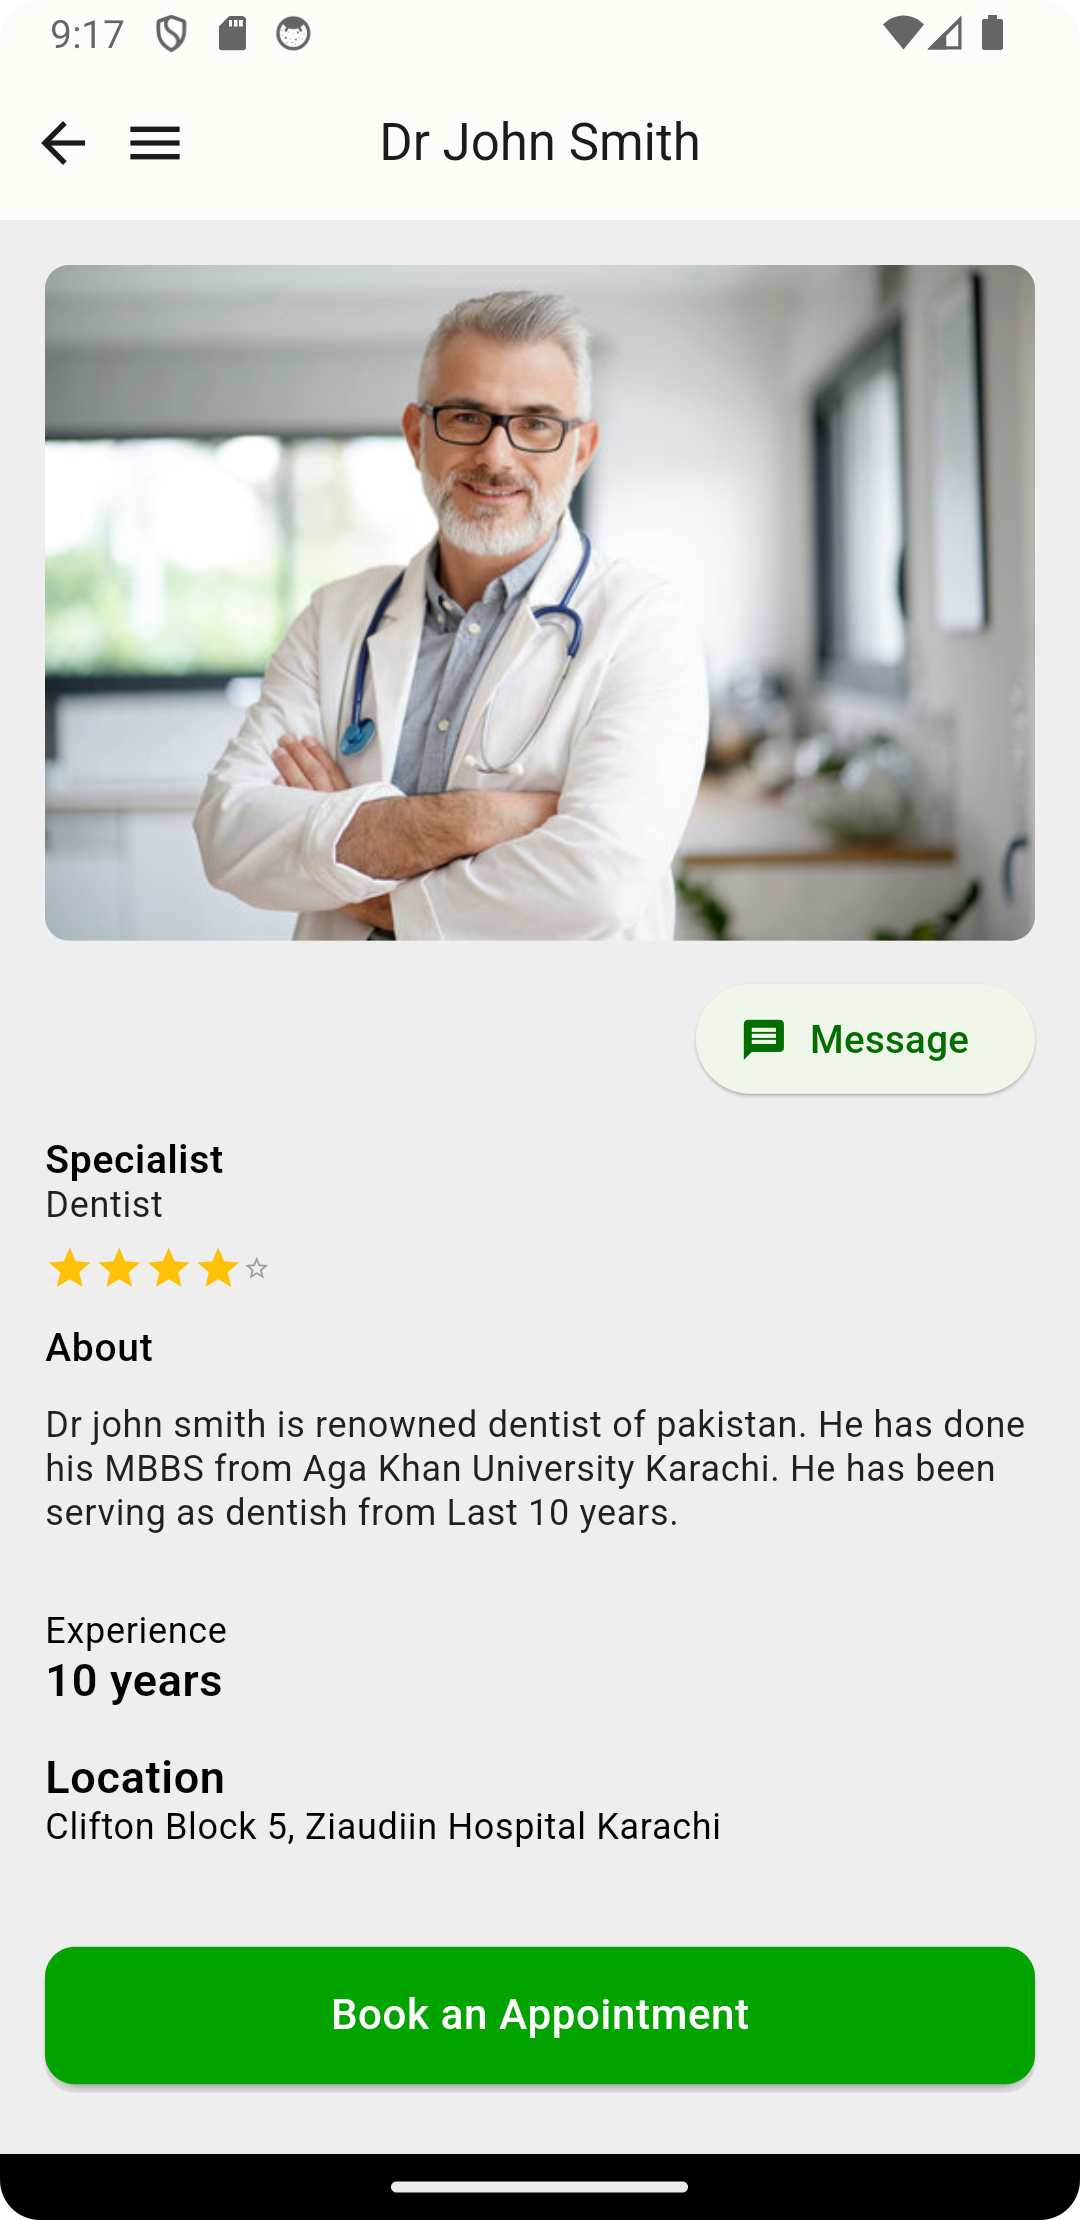 9:17
Dr John Smith
Message
Specialist
Dentist
About
Dr john smith is renowned dentist of pakistan. He has done
his MBBS from Aga Khan University Karachi. He has been
serving as dentish from Last 10 years.
Experience
10 years
Location
Clifton Block 5, Ziaudiin Hospital Karachi
Book an Appointment